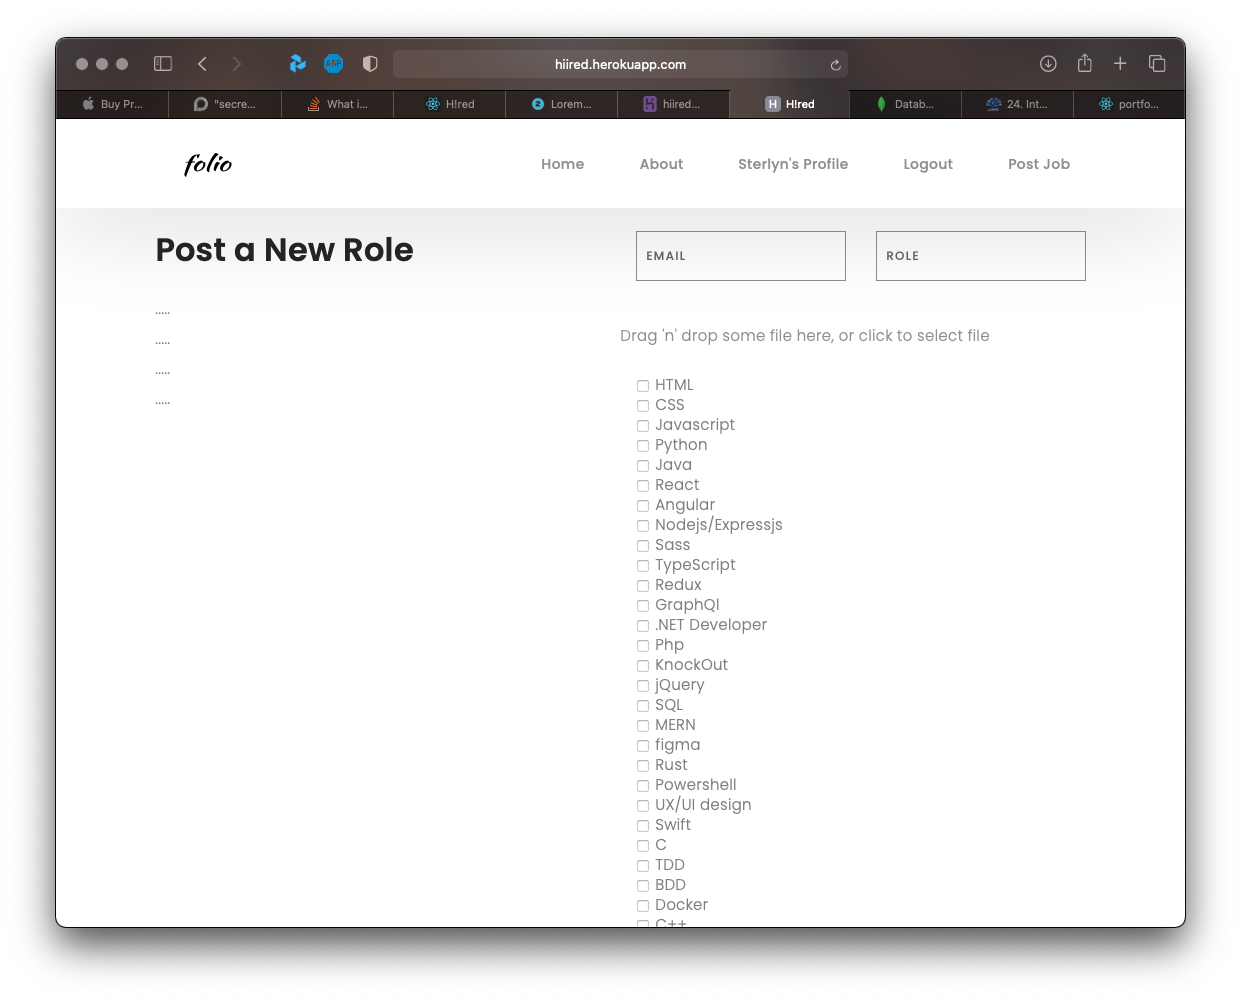 hiired.herokuapp.com
Buy Pr...
"secre...
What i...
H!red
Lorem...
hiired...
H H!red
Datab...
24. Int...
portfo...
folio
Home
About
Sterlyn's Profile
Logout
Post Job
Post a New Role
EMAIL
ROLE
.....
.....
.....
.....
Drag 'n' drop some file here, or click to select file
HTML
CSS
Javascript
Python
Java
React
Angular
Nodejs/Expressjs
Sass
TypeScript
Redux
GraphQl
.NET Developer
Php
KnockOut
jQuery
SQL
MERN
figma
Rust
Powershell
UX/UI design
Swift
C
TDD
BDD
Docker
C++